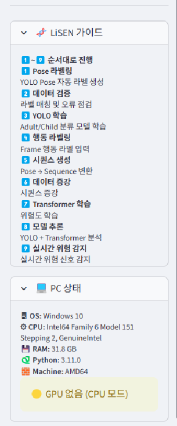 LiSEN 가이드
1 ~ 9 순서대로 진행
1 Pose 라벨링
YOLO Pose 자동 라벨 생성
2 데이터 검증
라벨 매칭 및 오류 점검
3 YOLO 학습
Adult/Child 분류 모델 학습
4 행동 라벨링
Frame 행동 라벨 입력
5 시퀀스 생성
Pose → Sequence 변환
6 데이터 증강
시퀀스 증강
7 Transformer 학습
위험도 학습
8 모델 추론
YOLO + Transformer 분석
9 실시간 위험 감지
실시간 위험 신호 감지
PC 상태
OS: Windows 10
CPU: Intel64 Family 6 Model 151
Stepping 2, GenuineIntel
RAM: 31.8 GB
Python: 3.11.0
Machine: AMD64
GPU 없음 (CPU 모드)